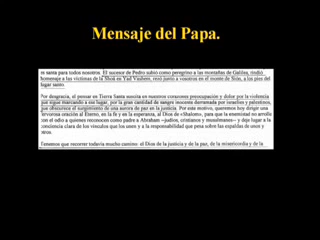 Mensaje del Papa.
es santa para todos nosotros. El sucesor de Pedro subió como peregrino a las montañas de Galilea, rindió
homenaje a las víctimas de la Shoa en Yad Vashem, rezó junto a vosotros en el monte de Sión, a los pies del
lugar santo.
Por desgracia, el pensar en Tierra Santa suscita en nuestros corazones preocupación y dolor por la violencia
que sigue marcando a ese lugar, por la gran cantidad de sangre inocente derramada por israelíes y palestinos,
que obscurece el surgimiento de una aurora de paz en la justicia. Por este motivo, queremos hoy dirigir una
fervorosa oración al Eterno, en la fe y en la esperanza, al Dios de «Shalom», para que la enemistad no arrolle
con el odio a quienes reconocen como padre a Abraham –judíos, cristianos y musulmanes– y deje lugar a la
conciencia clara de los vínculos que los unen y a la responsabilidad que pesa sobre las espaldas de unos y
otros.
Tenemos que recorrer todavía mucho camino: el Dios de la justicia y de la paz, de la misericordia y de la